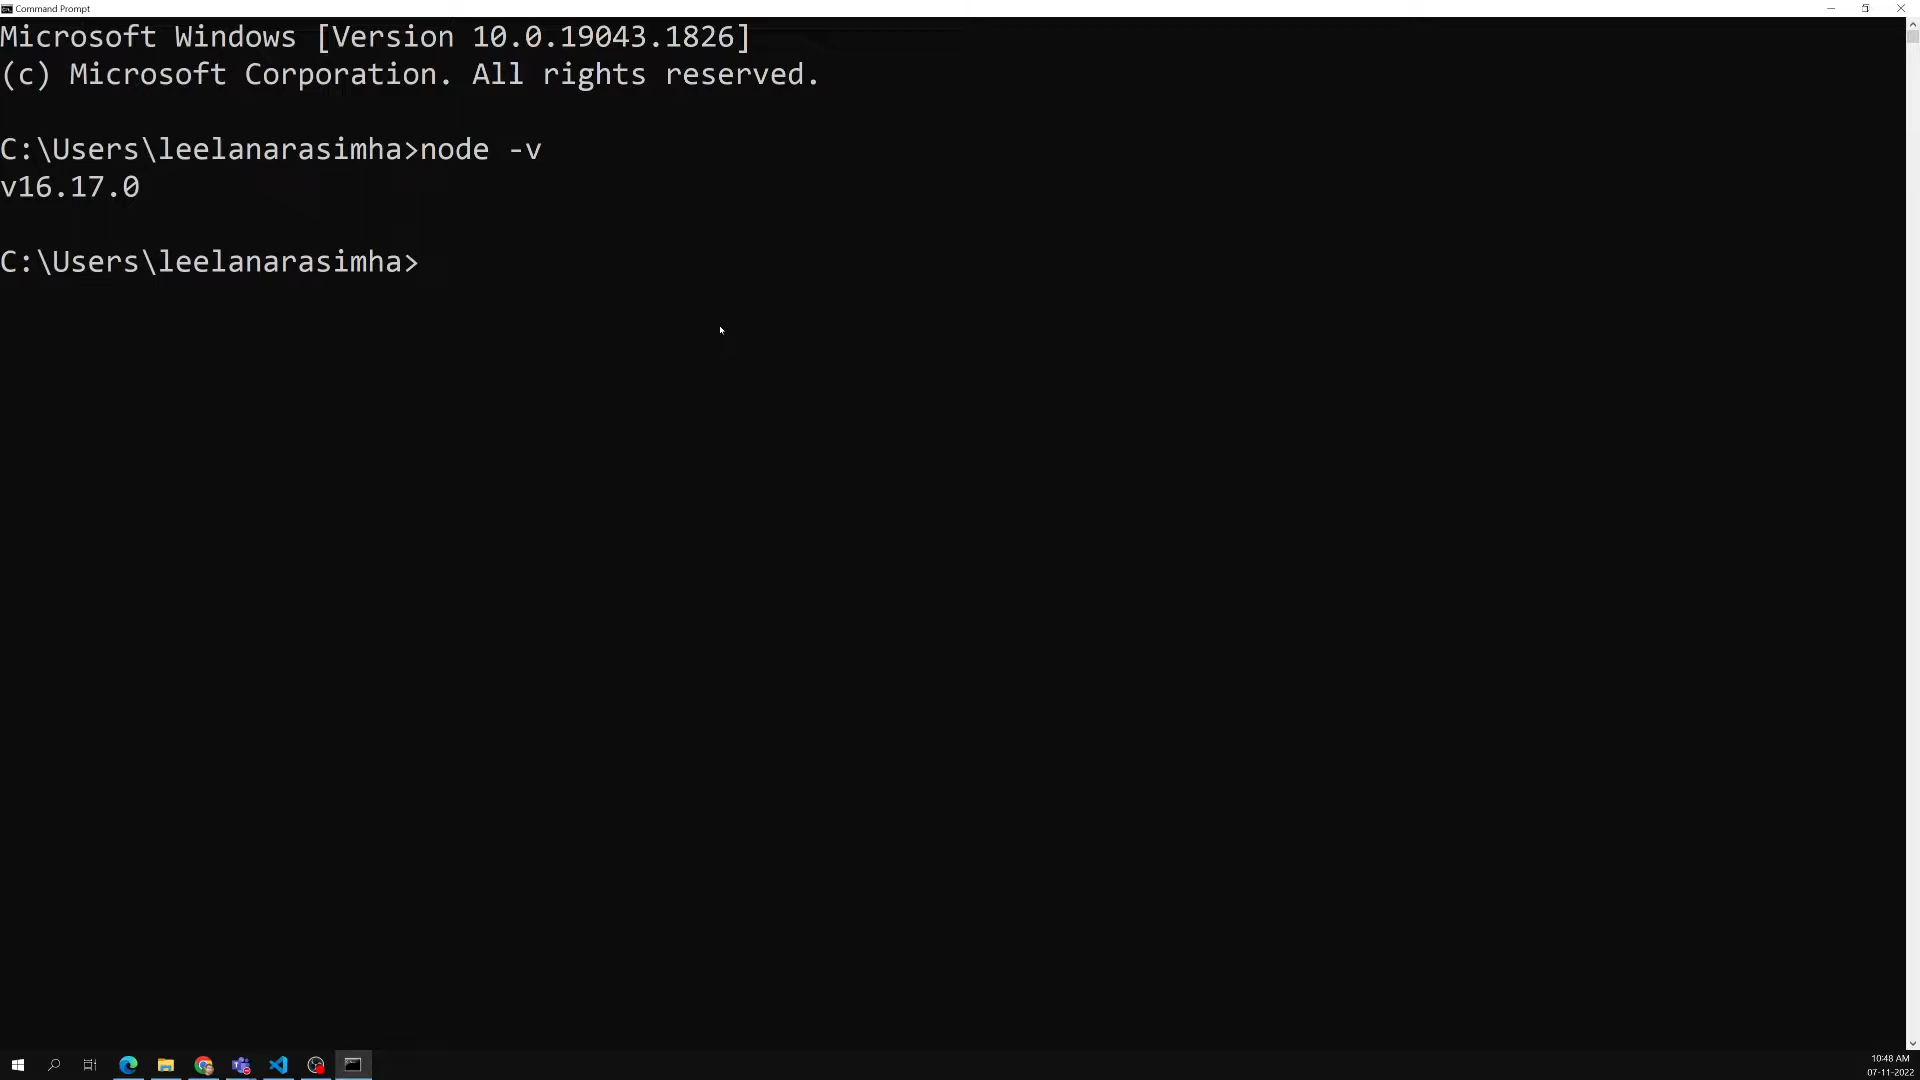 Command Prompt
Microsoft Windows [Version 10.0.19043.1826]
(c) Microsoft Corporation. All rights reserved.
C:\Users\leelanarasimha>node -v
v16.17.0
C:\Users\leelanarasimha>
10:48 AM
07-11-2022